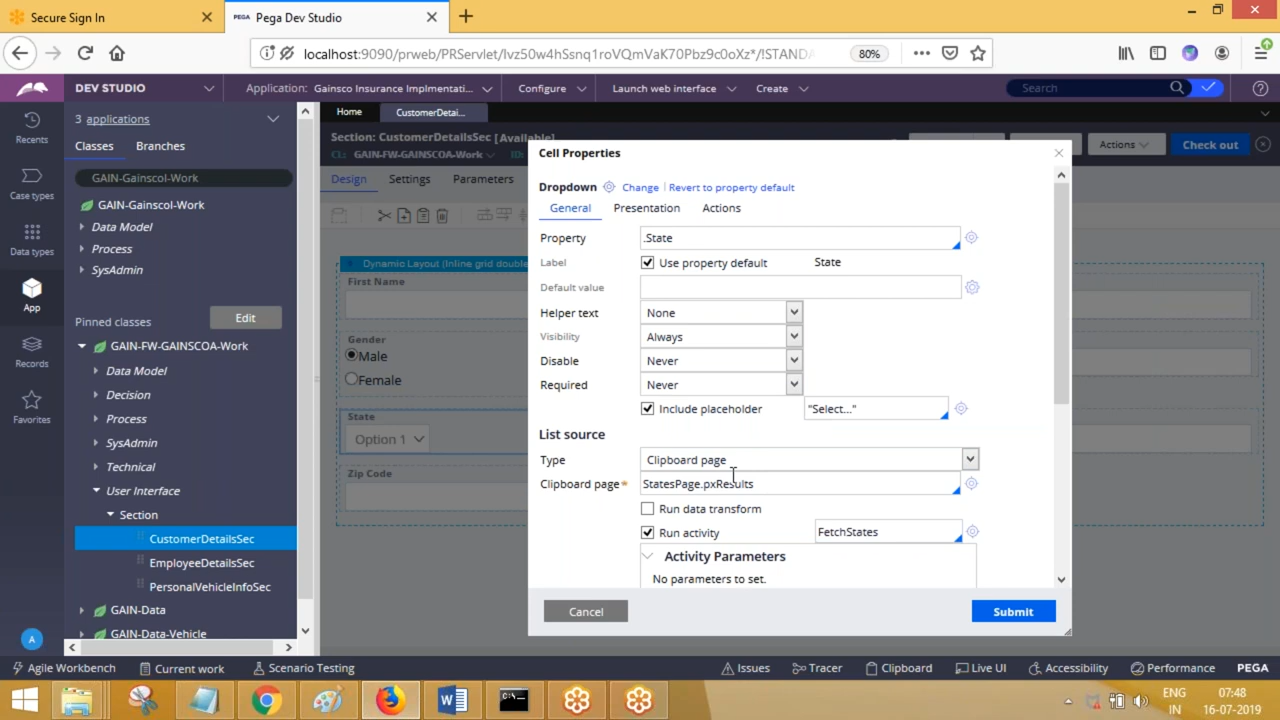 Secure Sign In
PEGA Pega Dev Studio
localhost:9090/prweb/PRServlet/Ivz50w4hSsnq1roVQmVaK70Pbz9c0oXz*/!STANDA
80%
DEV STUDIO
Application: Gainsco Insurance Implmentati...
Configure
Launch web interface
Create
Search
Recents
Case types
Data types
App
Records
Favorites
A
3 applications
Classes
Branches
GAIN-Gainscol-Work
GAIN-Gainscol-Work
Data Model
Process
SysAdmin
Pinned classes
Edit
GAIN-FW-GAINSCOA-Work
Data Model
Decision
Process
SysAdmin
Technical
User Interface
Section
CustomerDetailsSec
EmployeeDetailsSec
PersonalVehicleInfoSec
GAIN-Data
GAIN-Data-Vehicle
Home
CustomerDetai...
Section: CustomerDetailsSec [Available]
CL: GAIN-FW-GAINSCOA-Work
ID:
Actions
Check out
Design
Settings
Parameters
Dynamic Layout (Inline grid double
First Name
Gender
Male
Female
State
Option 1
Zip Code
Cell Properties
Dropdown Change | Revert to property default
General
Presentation
Actions
Property .State
Label Use property default State
Default value
Helper text None
Visibility Always
Disable Never
Required Never
Include placeholder "Select..."
List source
Type Clipboard page
Clipboard page* StatesPage.pxResults
Run data transform
Run activity FetchStates
Activity Parameters
No parameters to set.
Cancel
Submit
Agile Workbench
Current work
Scenario Testing
Issues
Tracer
Clipboard
Live UI
Accessibility
Performance
PEGA
ENG
IN
07:48
16-07-2019